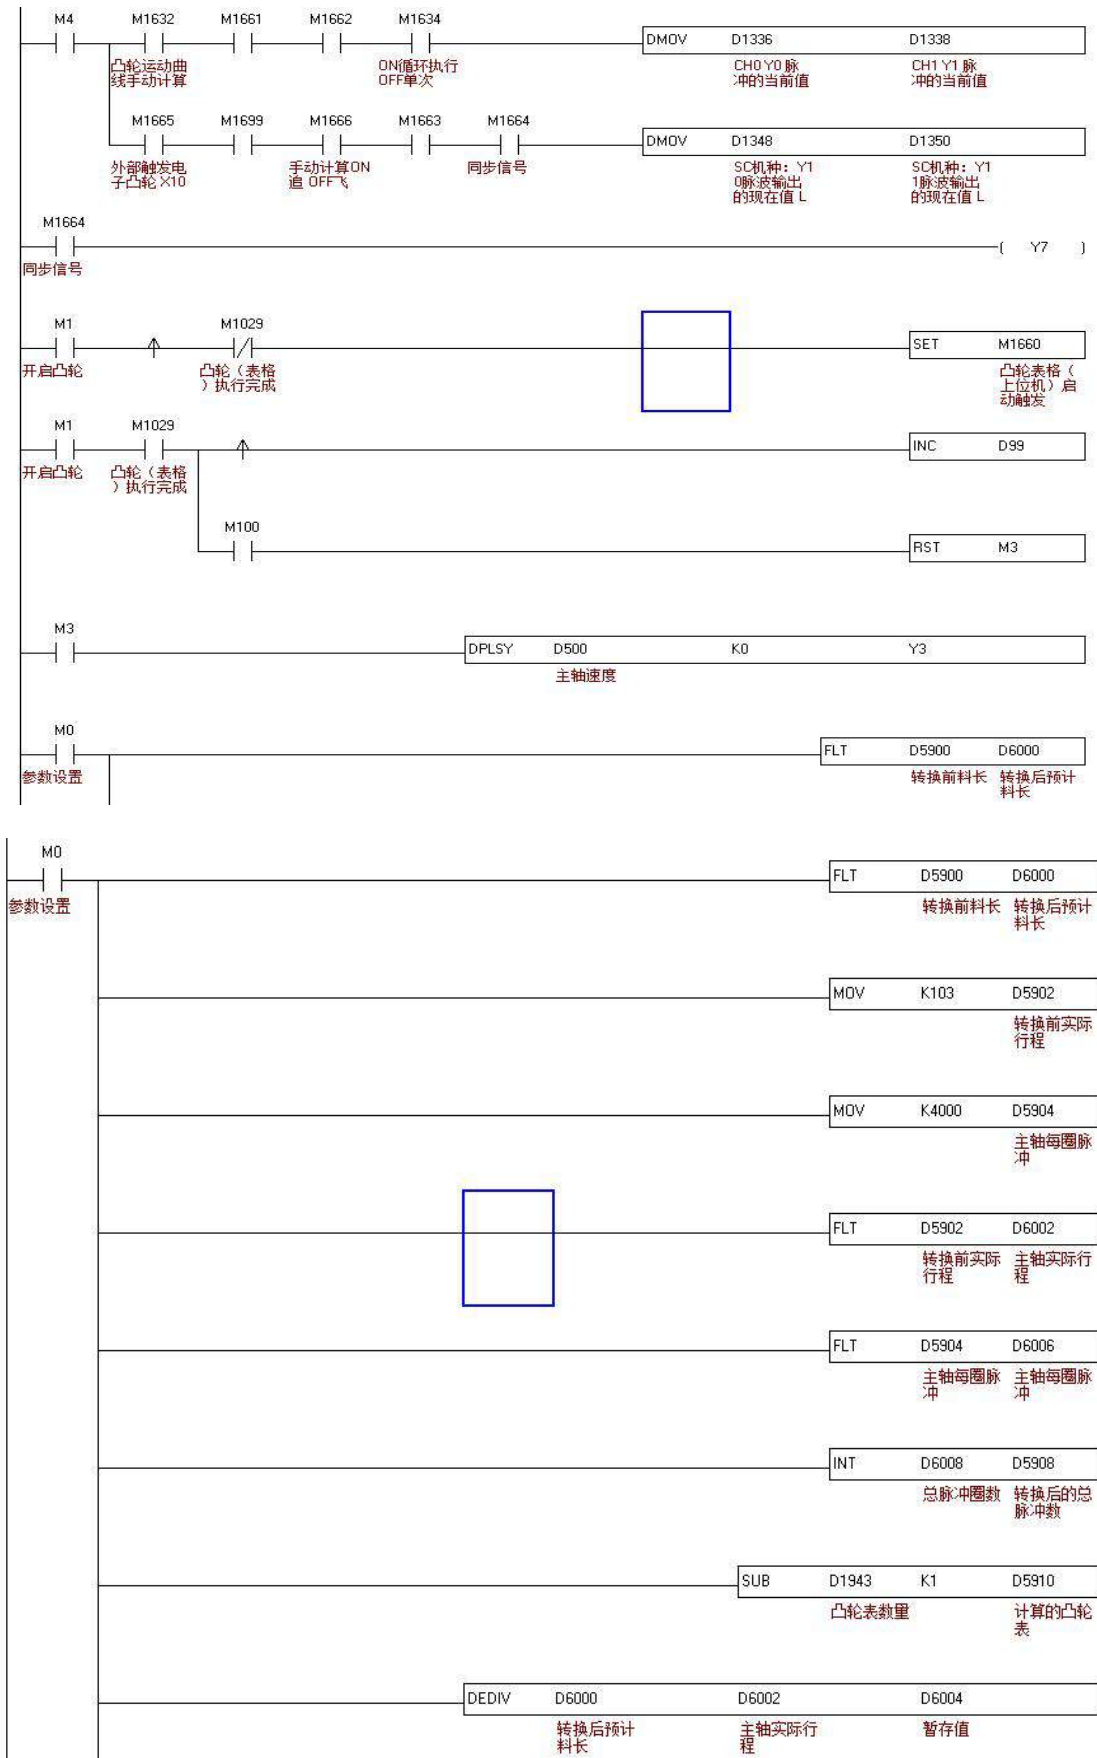 M4 M1632 M1661 M1662 M1634
DMOV D1336 D1338
凸轮运动曲 ON循环执行 CH0 Y0 脉 CH1 Y1 脉
线手动计算 OFF单次 冲的当前值 冲的当前值
M1665 M1699 M1666 M1663 M1664
DMOV D1348 D1350
外部触发电 手动计算ON 同步信号 SC机种：Y1 SC机种：Y1
子凸轮 X10 追 OFF飞 0脉波输出 1脉波输出
的现在值 L 的现在值 L
M1664
( Y7 )
同步信号
M1 M1029
SET M1660
开启凸轮 凸轮（表格 凸轮表格（
）执行完成 上位机）启
动触发
M1 M1029
INC D99
开启凸轮 凸轮（表格
）执行完成
M100
RST M3
M3
DPLSY D500 K0 Y3
主轴速度
M0
FLT D5900 D6000
参数设置 转换前料长 转换后预计
料长
M0
FLT D5900 D6000
参数设置 转换前料长 转换后预计
料长
MOV K103 D5902
转换前实际
行程
MOV K4000 D5904
主轴每圈脉
冲
FLT D5902 D6002
转换前实际 主轴实际行
行程 程
FLT D5904 D6006
主轴每圈脉 主轴每圈脉
冲 冲
INT D6008 D5908
总脉冲圈数 转换后的总
脉冲数
SUB D1943 K1 D5910
凸轮表数量 计算的凸轮
表
DEDIV D6000 D6002 D6004
转换后预计 主轴实际行 暂存值
料长 程